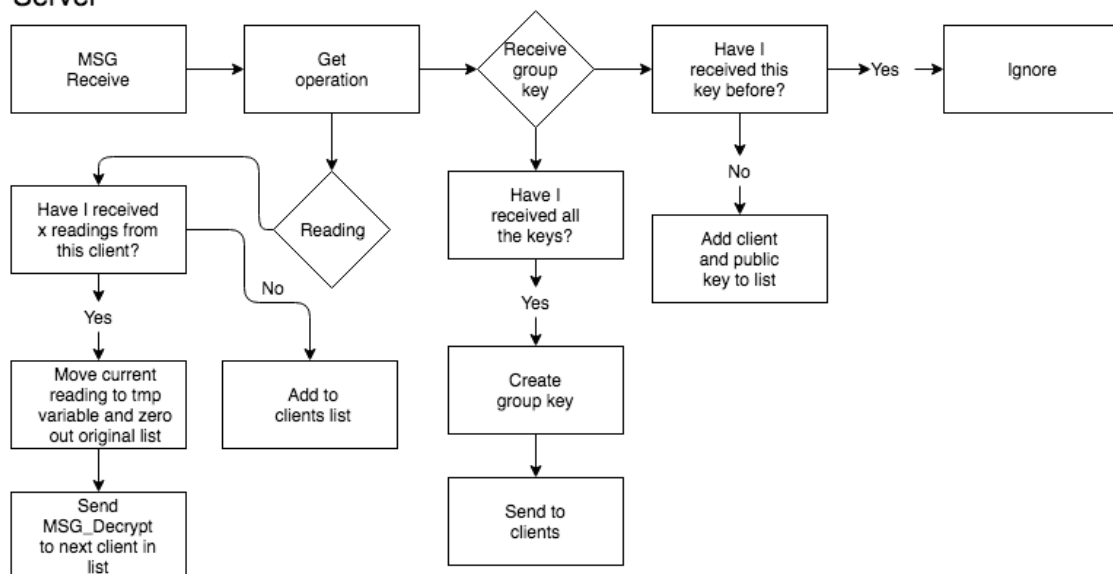 Server
MSG
Receive
Get
operation
Receive
group
key
Have I
received this
key before?
Yes
Ignore
No
Add client
and public
key to list
Have I
received all
the keys?
Yes
Create
group key
Send to
clients
Reading
Have I received
x readings from
this client?
No
Add to
clients list
Yes
Move current
reading to tmp
variable and zero
out original list
Send
MSG_Decrypt
to next client in
list